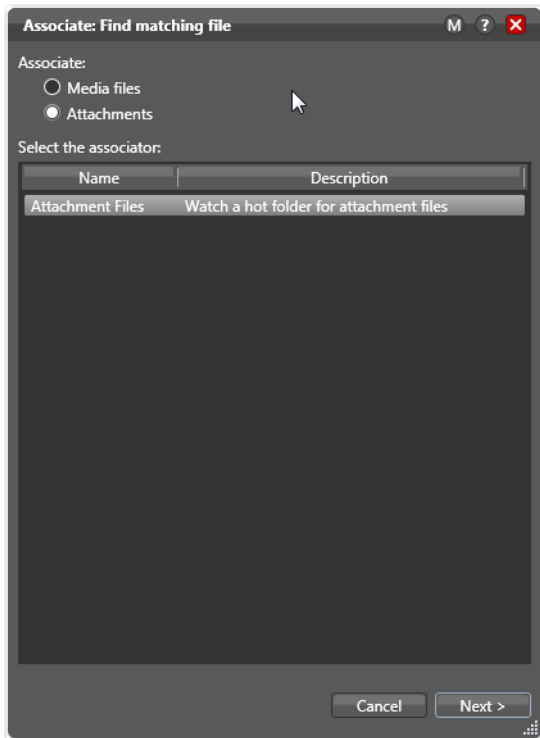 Associate: Find matching file M ?
Associate:
Media files
Attachments
Select the associator:
Name Description
Attachment Files Watch a hot folder for attachment files
Cancel Next >